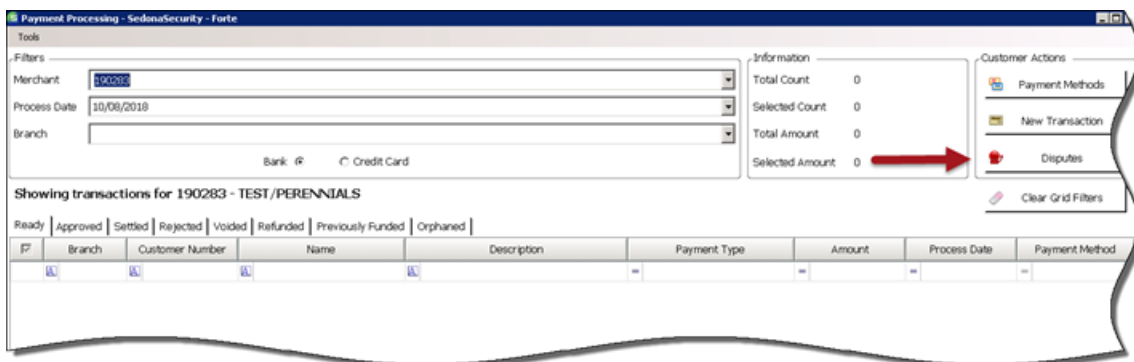 Payment Processing - SedonaSecurity - Forte
Tools
Filters
Merchant 190283
Process Date 10/08/2018
Branch
Bank Credit Card
Information
Total Count 0
Selected Count 0
Total Amount 0
Selected Amount 0
Customer Actions
Payment Methods
New Transaction
Disputes
Clear Grid Filters
Showing transactions for 190283 - TEST/PERENNIALS
Ready Approved Settled Rejected Voided Refunded Previously Funded Orphaned
Branch Customer Number Name Description Payment Type Amount Process Date Payment Method
A A A A = = = =